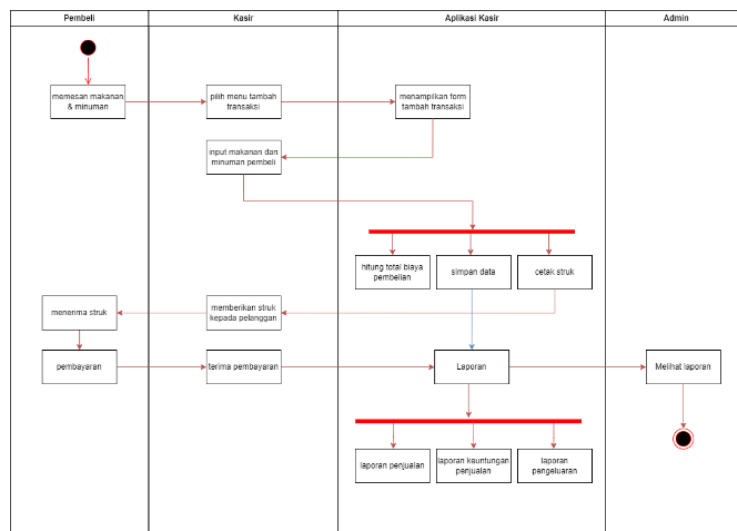 Pembeli
Kasir
Aplikasi Kasir
Admin
memesan makanan
& minuman
pilih menu tambah
transaksi
menampilkan form
tambah transaksi
input makanan dan
minuman pembeli
hitung total biaya
pembelian
simpan data
cetak struk
menerima struk
memberikan struk
kepada pelanggan
pembayaran
terima pembayaran
Laporan
Melihat laporan
laporan penjualan
laporan keuntungan
penjualan
laporan
pengeluaran